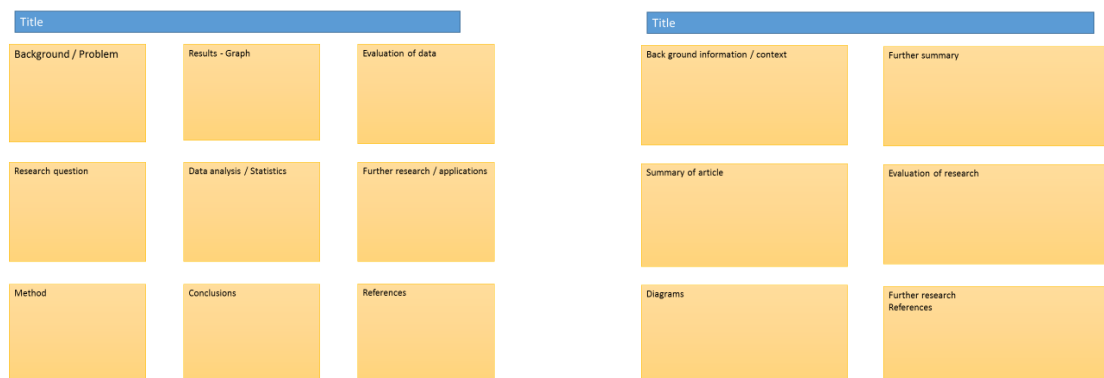 Title
Background / Problem
Research question
Method
Results - Graph
Data analysis / Statistics
Conclusions
Evaluation of data
Further research / applications
References
Title
Back ground information / context
Summary of article
Diagrams
Further summary
Evaluation of research
Further research
References